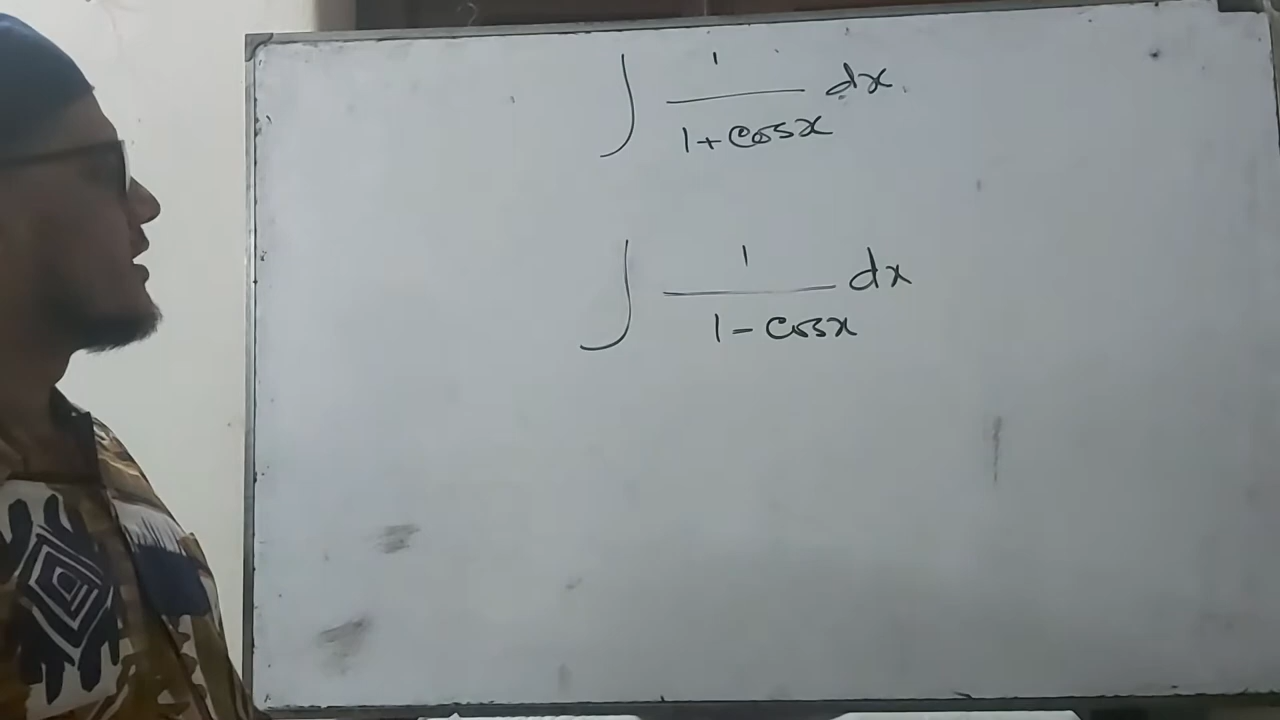 ∫ 1/(1+cosx) dx.
∫ 1/(1-cosx) dx